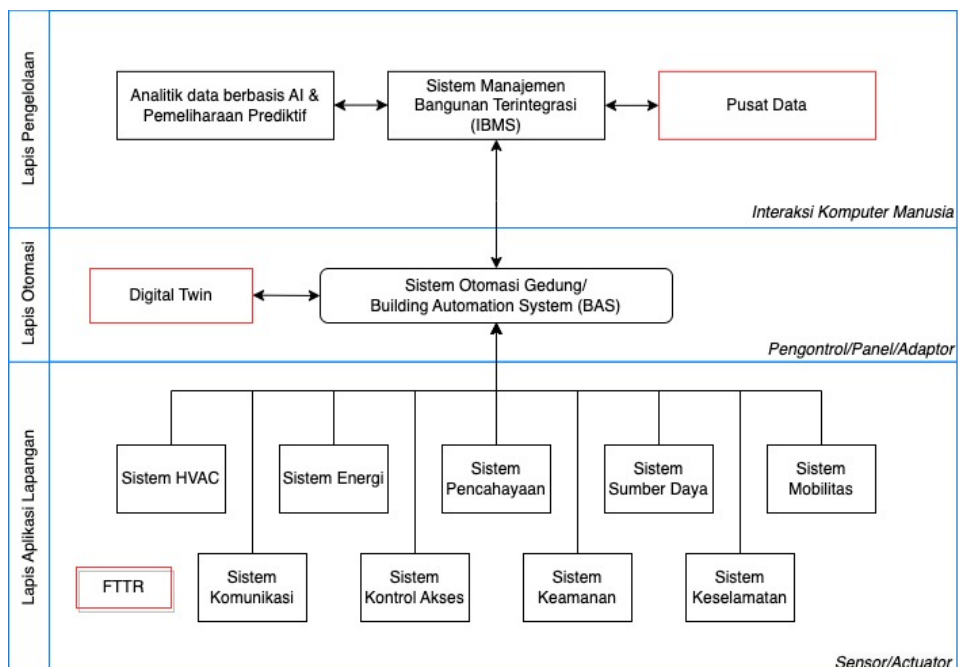 Lapis Pengelolaan
Analitik data berbasis AI &
Pemeliharaan Prediktif
Sistem Manajemen
Bangunan Terintegrasi
(IBMS)
Pusat Data
Interaksi Komputer Manusia
Lapis Otomasi
Digital Twin
Sistem Otomasi Gedung/
Building Automation System (BAS)
Pengontrol/Panel/Adaptor
Lapis Aplikasi Lapangan
Sistem HVAC
Sistem Energi
Sistem
Pencahayaan
Sistem
Sumber Daya
Sistem
Mobilitas
FTTR
Sistem
Komunikasi
Sistem
Kontrol Akses
Sistem
Keamanan
Sistem
Keselamatan
Sensor/Actuator